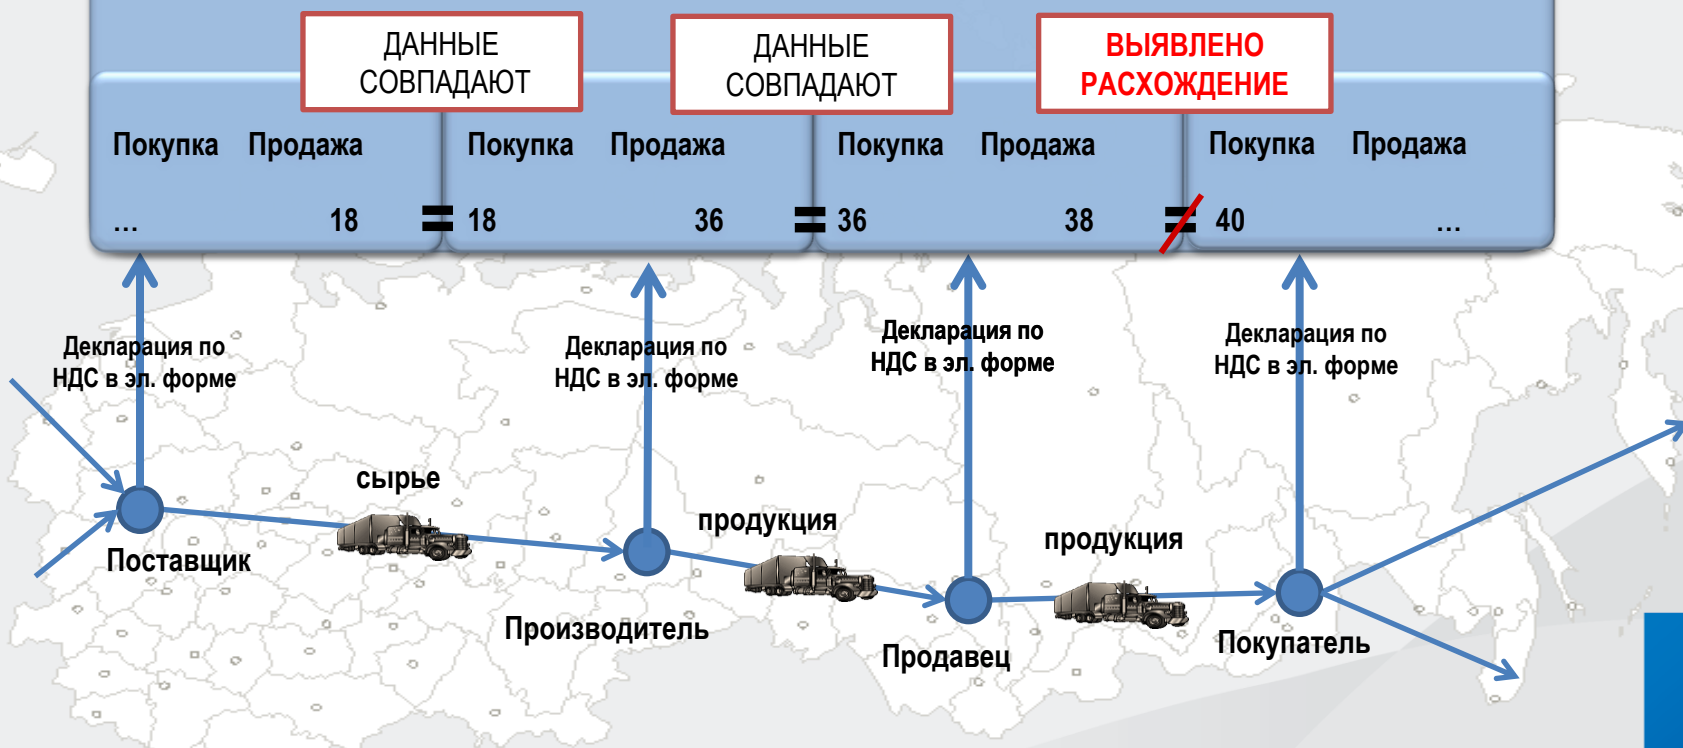 ДАННЫЕ
СОВПАДАЮТ
ДАННЫЕ
СОВПАДАЮТ
ВЫЯВЛЕНО
РАСХОЖДЕНИЕ
Покупка Продажа Покупка Продажа Покупка Продажа Покупка Продажа
... 18 = 18 36 = 36 38 ≠ 40 ...
Декларация по
НДС в эл. форме
Декларация по
НДС в эл. форме
Декларация по
НДС в эл. форме
Декларация по
НДС в эл. форме
сырье
продукция
продукция
Поставщик
Производитель
Продавец
Покупатель